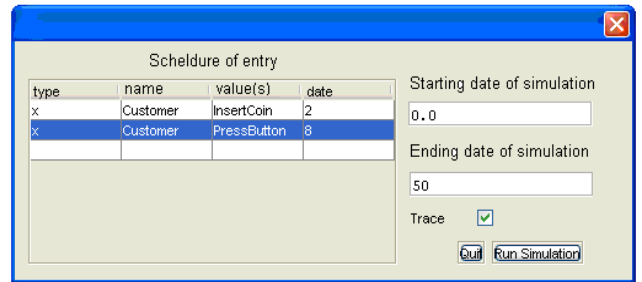 Scheldure of entry
type name value(s) date
x Customer InsertCoin 2
x Customer PressButton 8
Starting date of simulation
0.0
Ending date of simulation
50
Trace
Quit Run Simulation